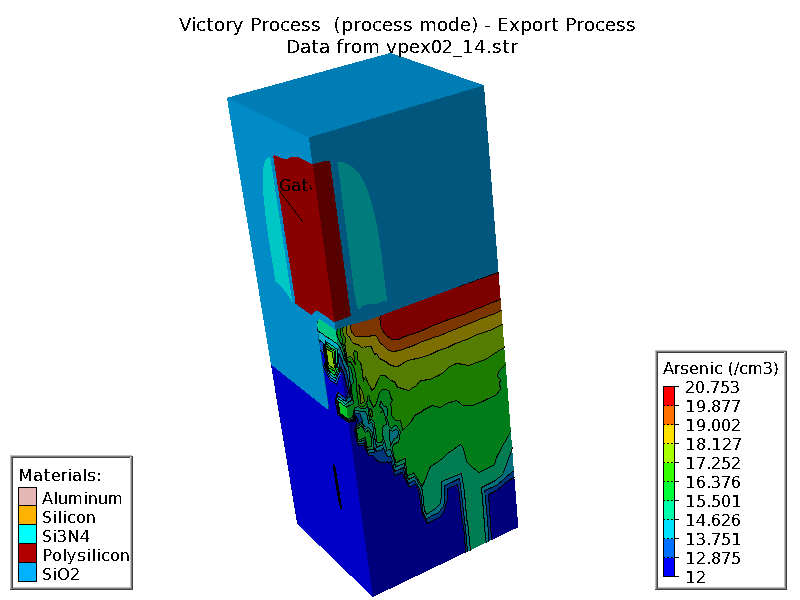 Victory Process (process mode) - Export Process
Data from vpex02_14.str
Gat
Arsenic (/cm3)
20.753
19.877
19.002
18.127
17.252
16.376
15.501
14.626
13.751
12.875
12
Materials:
Aluminum
Silicon
Si3N4
Polysilicon
SiO2